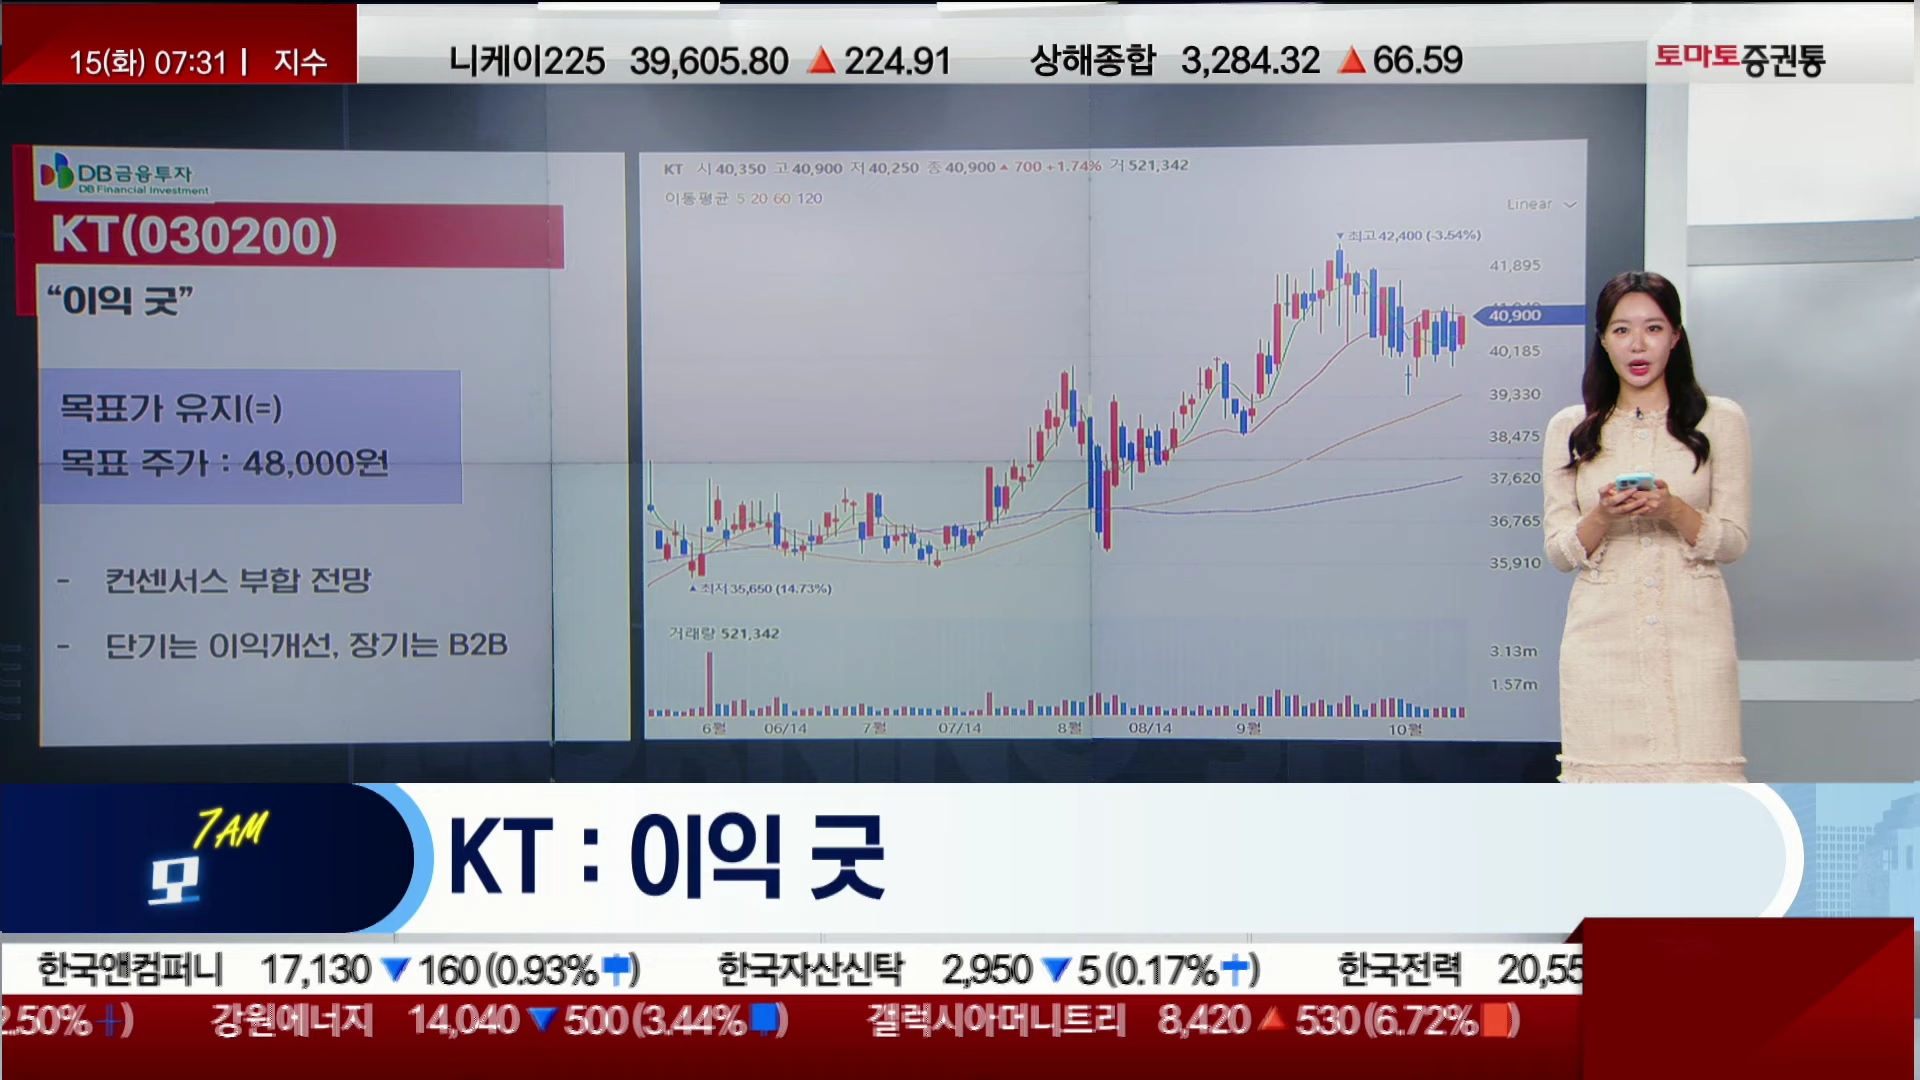 15(화) 07:31 | 지수
니케이225 39,605.80 ▲ 224.91 상해종합 3,284.32 ▲ 66.59
토마토증권통
DB금융투자
DB Financial Investment
KT(030200)
“이익 굿”
목표가 유지(=)
목표 주가 : 48,000원
- 컨센서스 부합 전망
- 단기는 이익개선, 장기는 B2B
KT 시 40,350 고 40,900 저 40,250 종 40,900 ▲ 700 +1.74% 거 521,342
이동평균 5 20 60 120
Linear
▼ 최고 42,400 (-3.54%)
41,895
40,900
40,185
39,330
38,475
37,620
36,765
35,910
▲ 최저 35,650 (14.73%)
거래량 521,342
3.13m
1.57m
6월 06/14 7월 07/14 8월 08/14 9월 10월
7AM
모
KT : 이익 굿
한국앤컴퍼니 17,130 ▼ 160 (0.93%) 한국자산신탁 2,950 ▼ 5 (0.17%) 한국전력 20,55
2.50% ) 강원에너지 14,040 ▼ 500 (3.44%) 갤럭시아머니트리 8,420 ▲ 530 (6.72%)